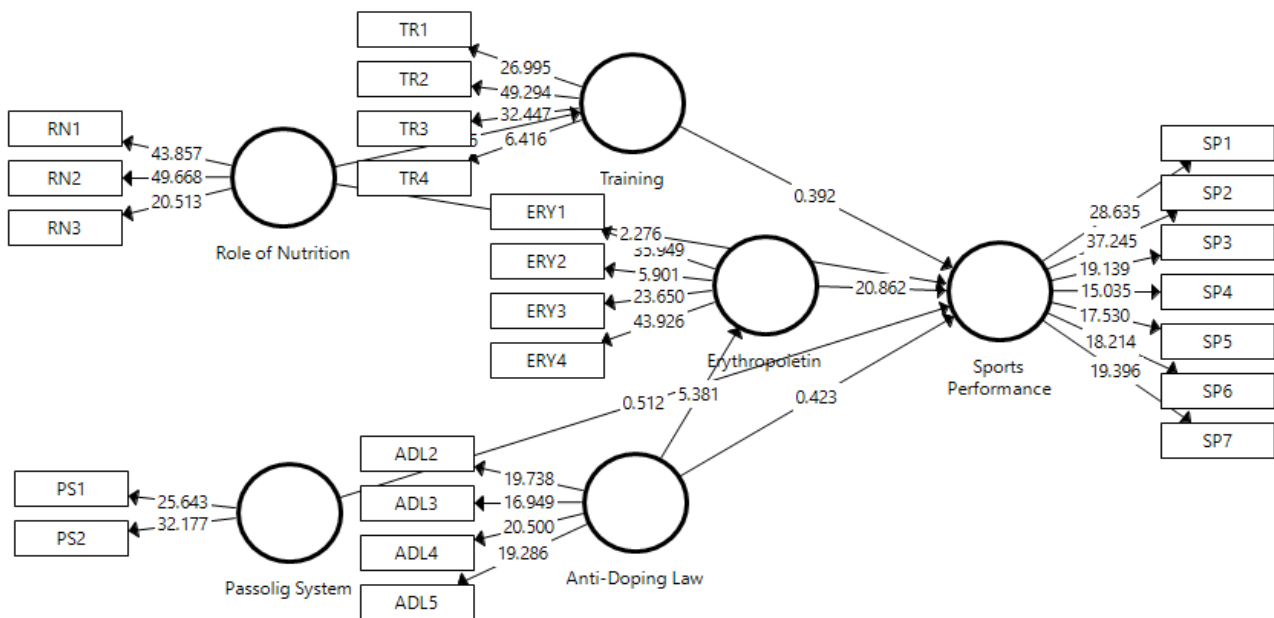 TR1
TR2
TR3
TR4
26.995
49.294
32.447
6.416
Training
RN1
RN2
RN3
43.857
49.668
20.513
Role of Nutrition
ERY1
ERY2
ERY3
ERY4
2.276
35.949
5.901
23.650
43.926
Erythropoietin
0.392
20.862
0.512
5.381
0.423
Sports
Performance
SP1
SP2
SP3
SP4
SP5
SP6
SP7
28.635
37.245
19.139
15.035
17.530
18.214
19.396
PS1
PS2
25.643
32.177
Passolig System
ADL2
ADL3
ADL4
ADL5
19.738
16.949
20.500
19.286
Anti-Doping Law